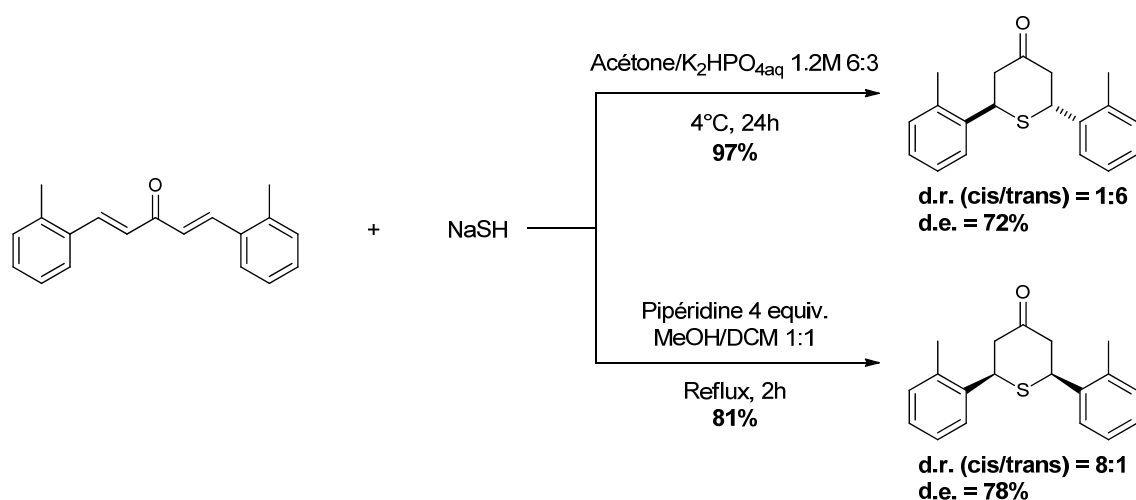 O
Acétone/K2HPO4aq 1.2M 6:3
4°C, 24h
97%
S
d.r. (cis/trans) = 1:6
d.e. = 72%
O
+
NaSH
Pipéridine 4 equiv.
MeOH/DCM 1:1
Reflux, 2h
81%
O
S
d.r. (cis/trans) = 8:1
d.e. = 78%